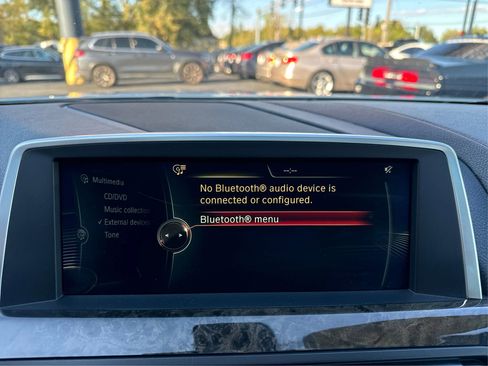 --:--
Multimedia
CD/DVD
Music collection
External devices
Tone
No Bluetooth® audio device is
connected or configured.
Bluetooth® menu